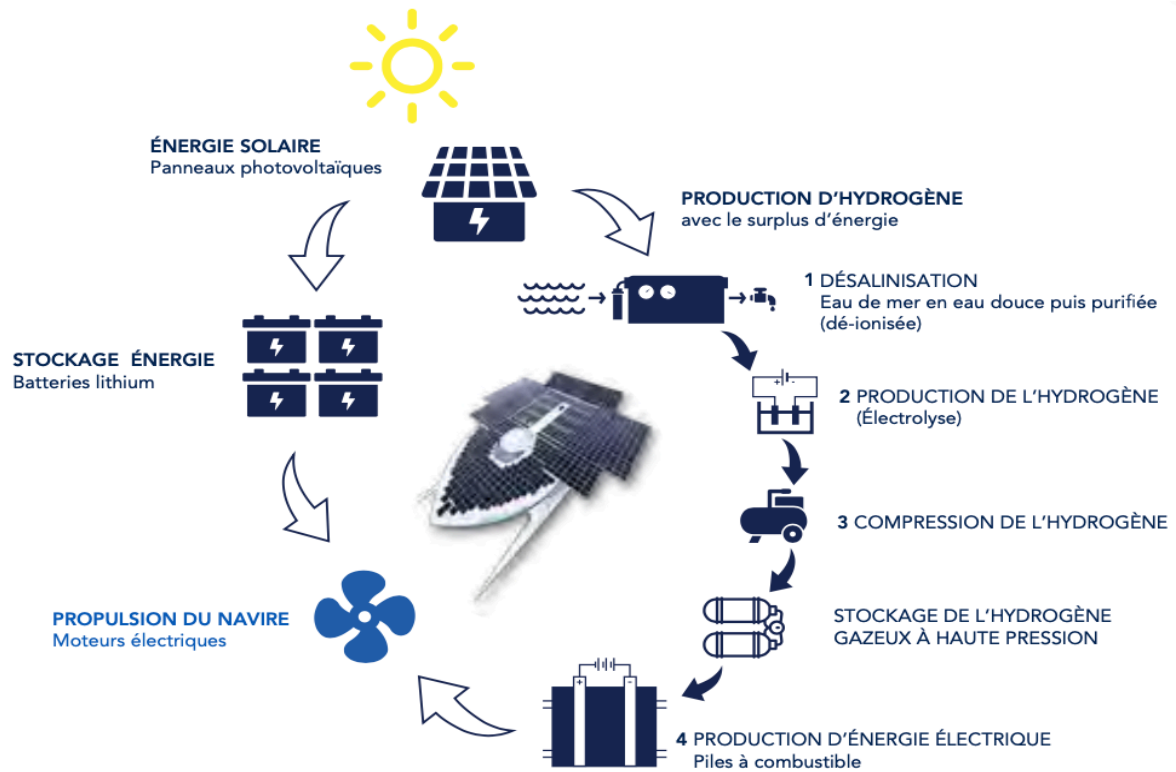 ÉNERGIE SOLAIRE
Panneaux photovoltaïques
PRODUCTION D'HYDROGÈNE
avec le surplus d'énergie
1 DÉSALINISATION
Eau de mer en eau douce puis purifiée
(dé-ionisée)
STOCKAGE ÉNERGIE
Batteries lithium
2 PRODUCTION DE L'HYDROGÈNE
(Électrolyse)
3 COMPRESSION DE L'HYDROGÈNE
STOCKAGE DE L'HYDROGÈNE
GAZEUX À HAUTE PRESSION
PROPULSION DU NAVIRE
Moteurs électriques
4 PRODUCTION D'ÉNERGIE ÉLECTRIQUE
Piles à combustible